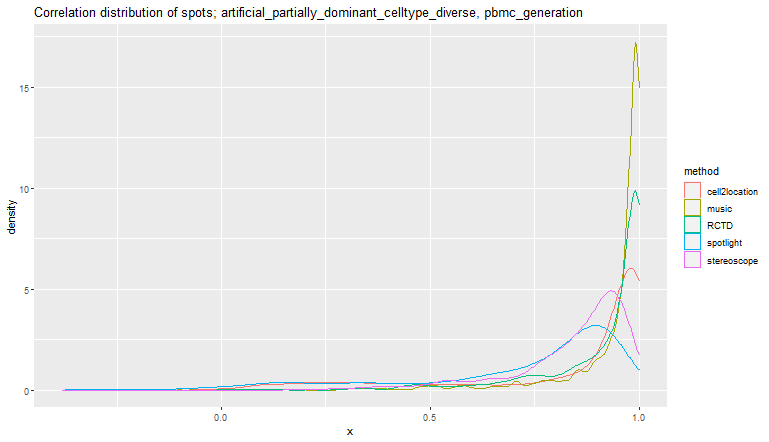 Correlation distribution of spots; artificial_partially_dominant_celltype_diverse, pbmc_generation
15
10
5
0
density
0.0
0.5
1.0
x
method
cell2location
music
RCTD
spotlight
stereoscope